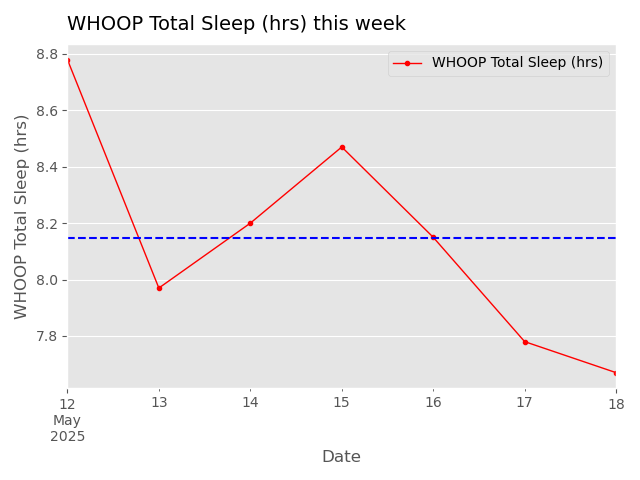 WHOOP Total Sleep (hrs) this week
WHOOP Total Sleep (hrs)
WHOOP Total Sleep (hrs)
8.8
8.6
8.4
8.2
8.0
7.8
12 13 14 15 16 17 18
May
2025
Date